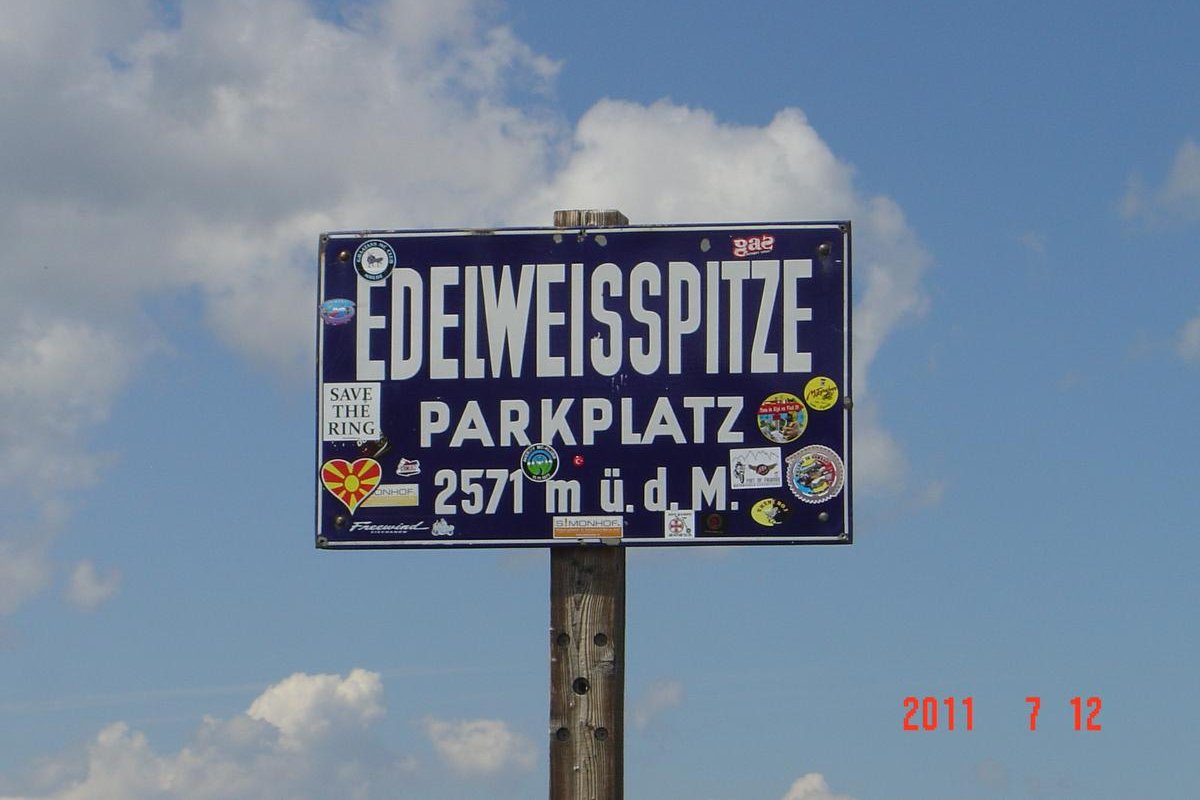 gas
EDELWEISSPITZE
SAVE
THE
RING
PARKPLATZ
2571 m ü.d.M.
SIMONHOF
Freewind
2011 7 12